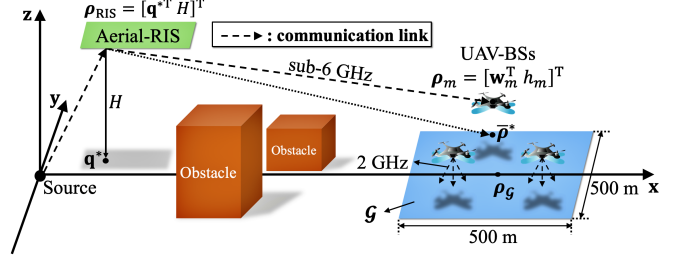 z
𝝆_RIS = [𝐪*ᵀ H]ᵀ
Aerial-RIS
: communication link
UAV-BSs
sub-6 GHz
𝝆_m = [𝐰_mᵀ h_m]ᵀ
y
H
𝝆̅*
q*
Obstacle
Obstacle
2 GHz
Source
𝝆_𝓖
x
500 m
𝓖
500 m